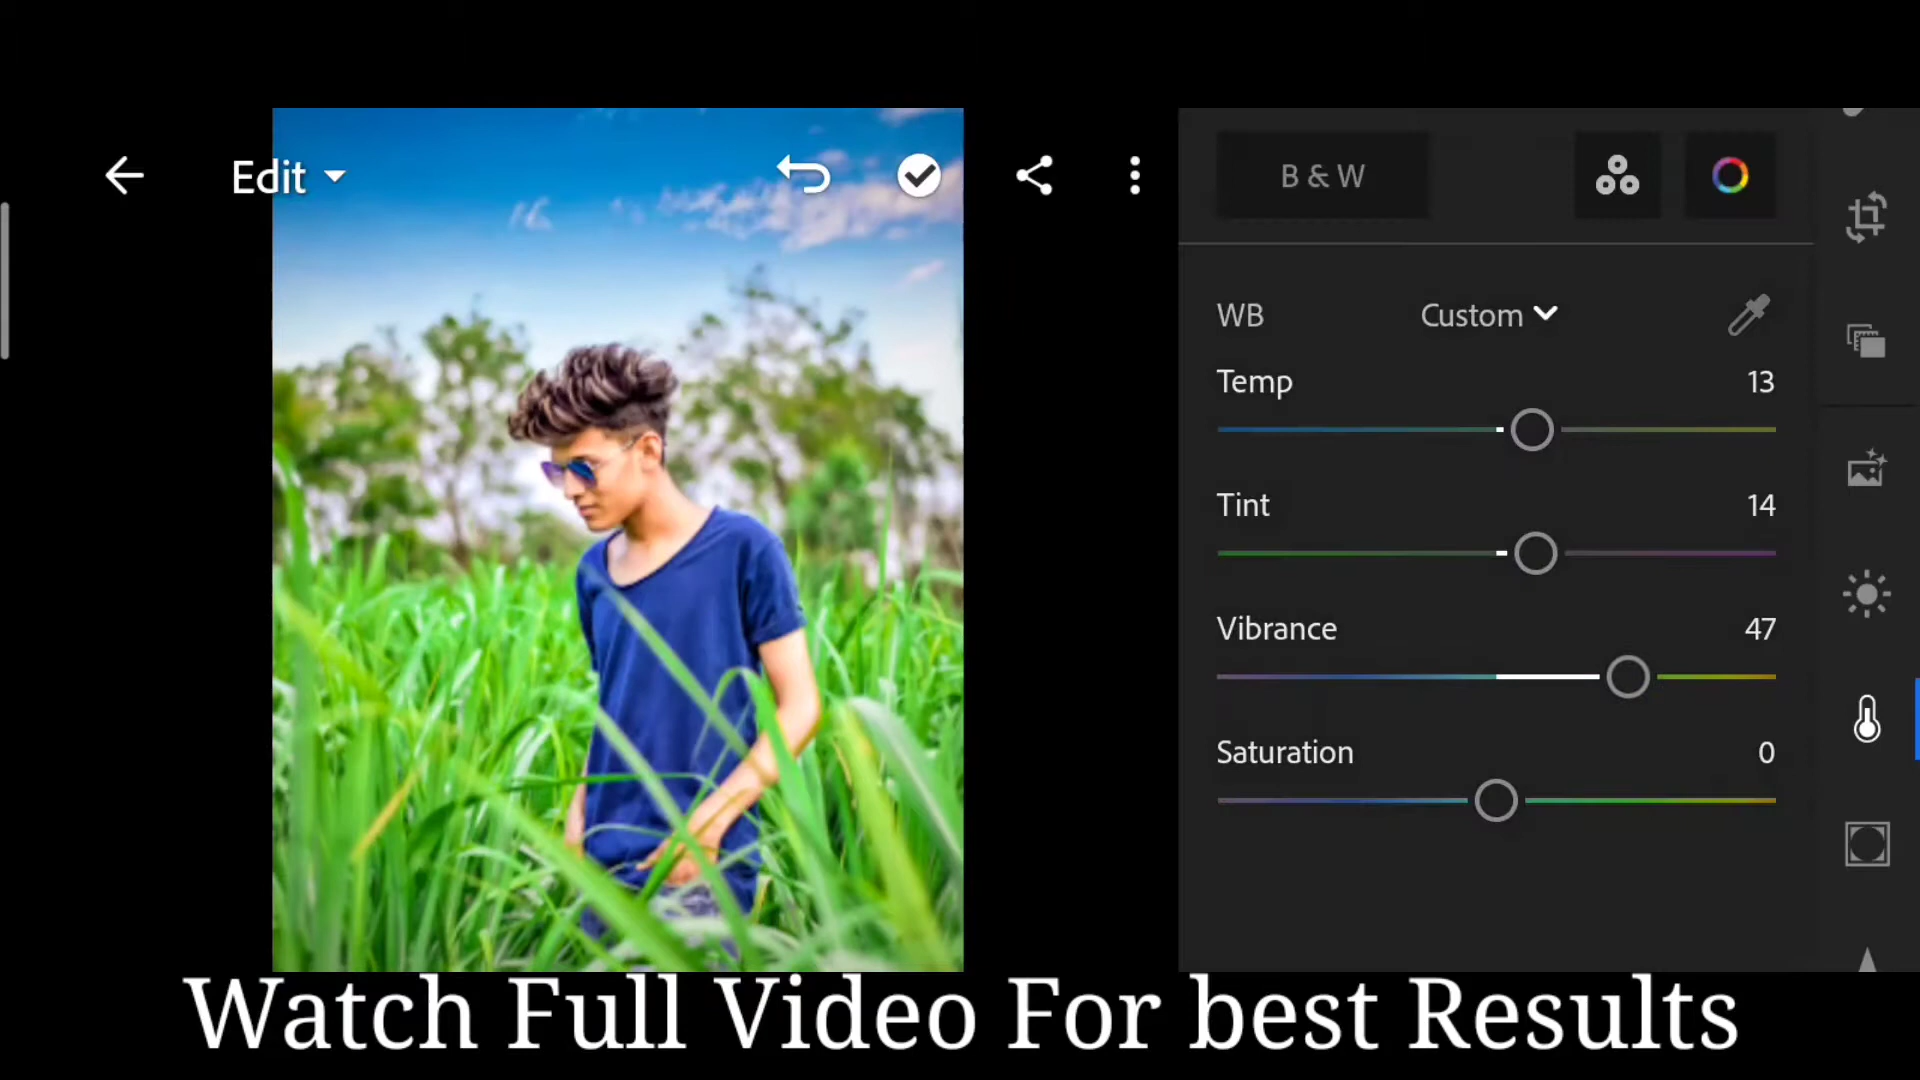 Edit
B & W
WB Custom
Temp 13
Tint 14
Vibrance 47
Saturation 0
Watch Full Video For best Results